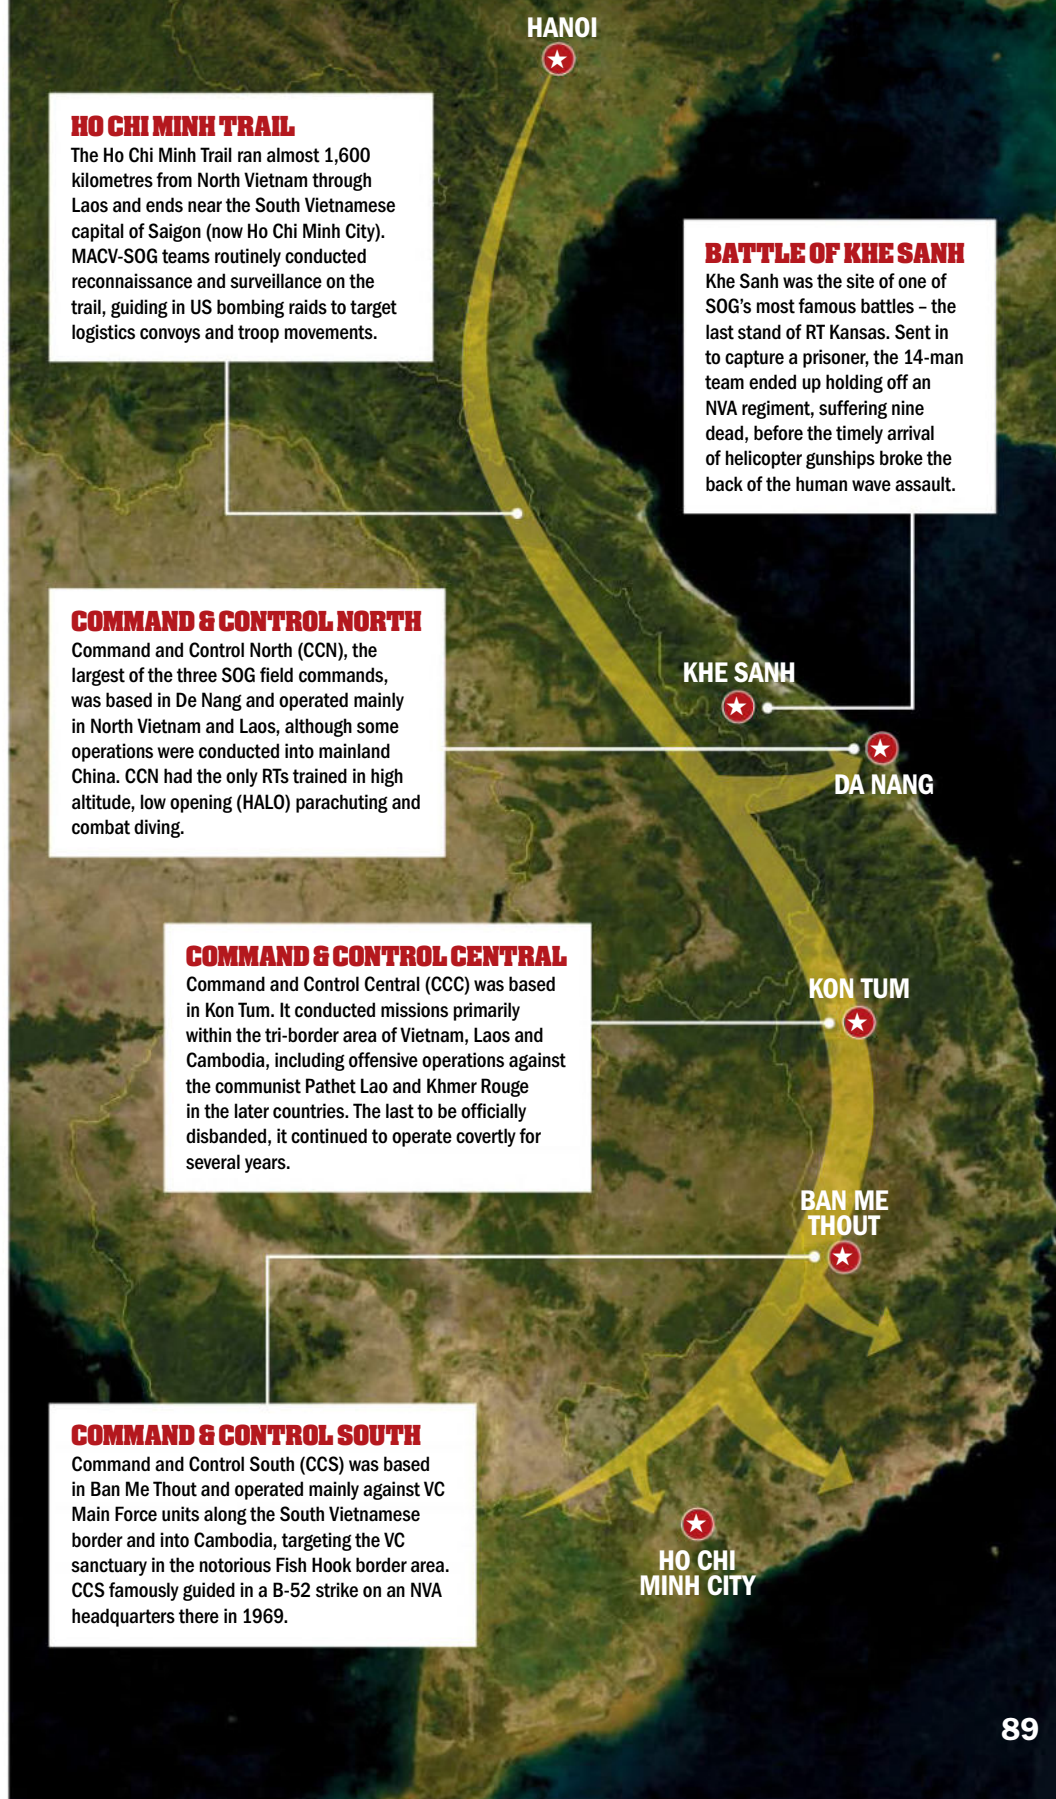 HANOI
HO CHI MINH TRAIL
The Ho Chi Minh Trail ran almost 1,600
kilometres from North Vietnam through
Laos and ends near the South Vietnamese
capital of Saigon (now Ho Chi Minh City).
MACV-SOG teams routinely conducted
reconnaissance and surveillance on the
trail, guiding in US bombing raids to target
logistics convoys and troop movements.
BATTLE OF KHE SANH
Khe Sanh was the site of one of
SOG's most famous battles – the
last stand of RT Kansas. Sent in
to capture a prisoner, the 14-man
team ended up holding off an
NVA regiment, suffering nine
dead, before the timely arrival
of helicopter gunships broke the
back of the human wave assault.
COMMAND & CONTROL NORTH
Command and Control North (CCN), the
largest of the three SOG field commands,
was based in De Nang and operated mainly
in North Vietnam and Laos, although some
operations were conducted into mainland
China. CCN had the only RTs trained in high
altitude, low opening (HALO) parachuting and
combat diving.
KHE SANH
DA NANG
COMMAND & CONTROL CENTRAL
Command and Control Central (CCC) was based
in Kon Tum. It conducted missions primarily
within the tri-border area of Vietnam, Laos and
Cambodia, including offensive operations against
the communist Pathet Lao and Khmer Rouge
in the later countries. The last to be officially
disbanded, it continued to operate covertly for
several years.
KON TUM
BAN ME
THOUT
COMMAND & CONTROL SOUTH
Command and Control South (CCS) was based
in Ban Me Thout and operated mainly against VC
Main Force units along the South Vietnamese
border and into Cambodia, targeting the VC
sanctuary in the notorious Fish Hook border area.
CCS famously guided in a B-52 strike on an NVA
headquarters there in 1969.
HO CHI
MINH CITY
89